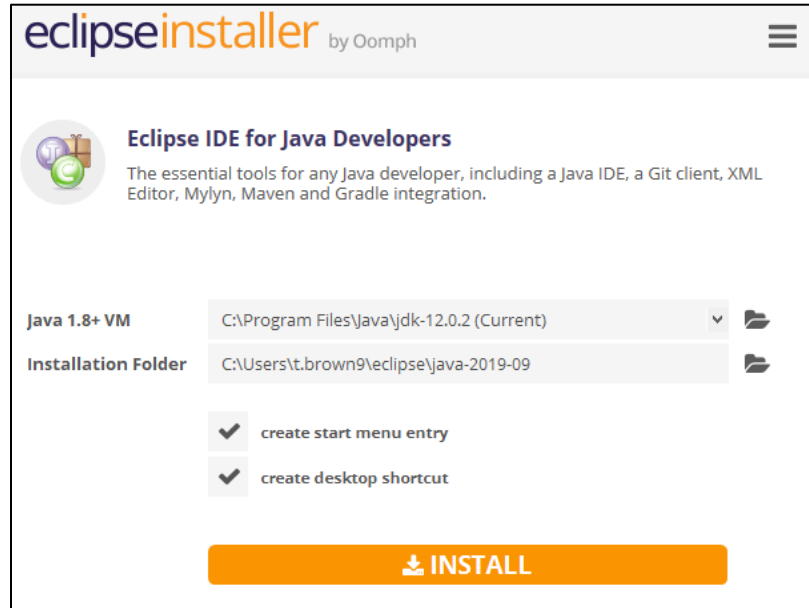 eclipseinstaller by Oomph
Eclipse IDE for Java Developers
The essential tools for any Java developer, including a Java IDE, a Git client, XML
Editor, Mylyn, Maven and Gradle integration.
Java 1.8+ VM C:\Program Files\Java\jdk-12.0.2 (Current)
Installation Folder C:\Users\t.brown9\eclipse\java-2019-09
create start menu entry
create desktop shortcut
INSTALL